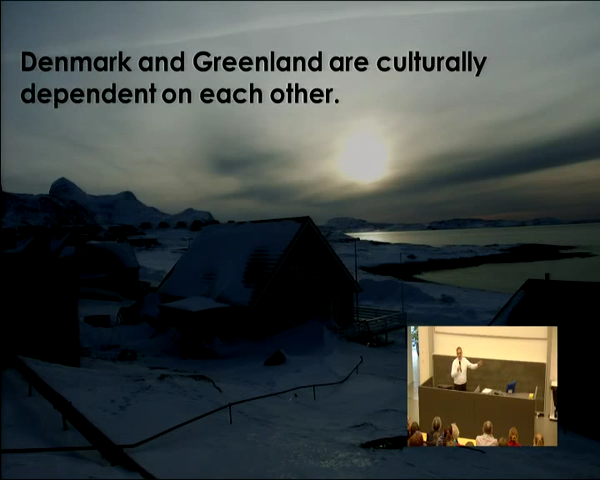 Denmark and Greenland are culturally
dependent on each other.